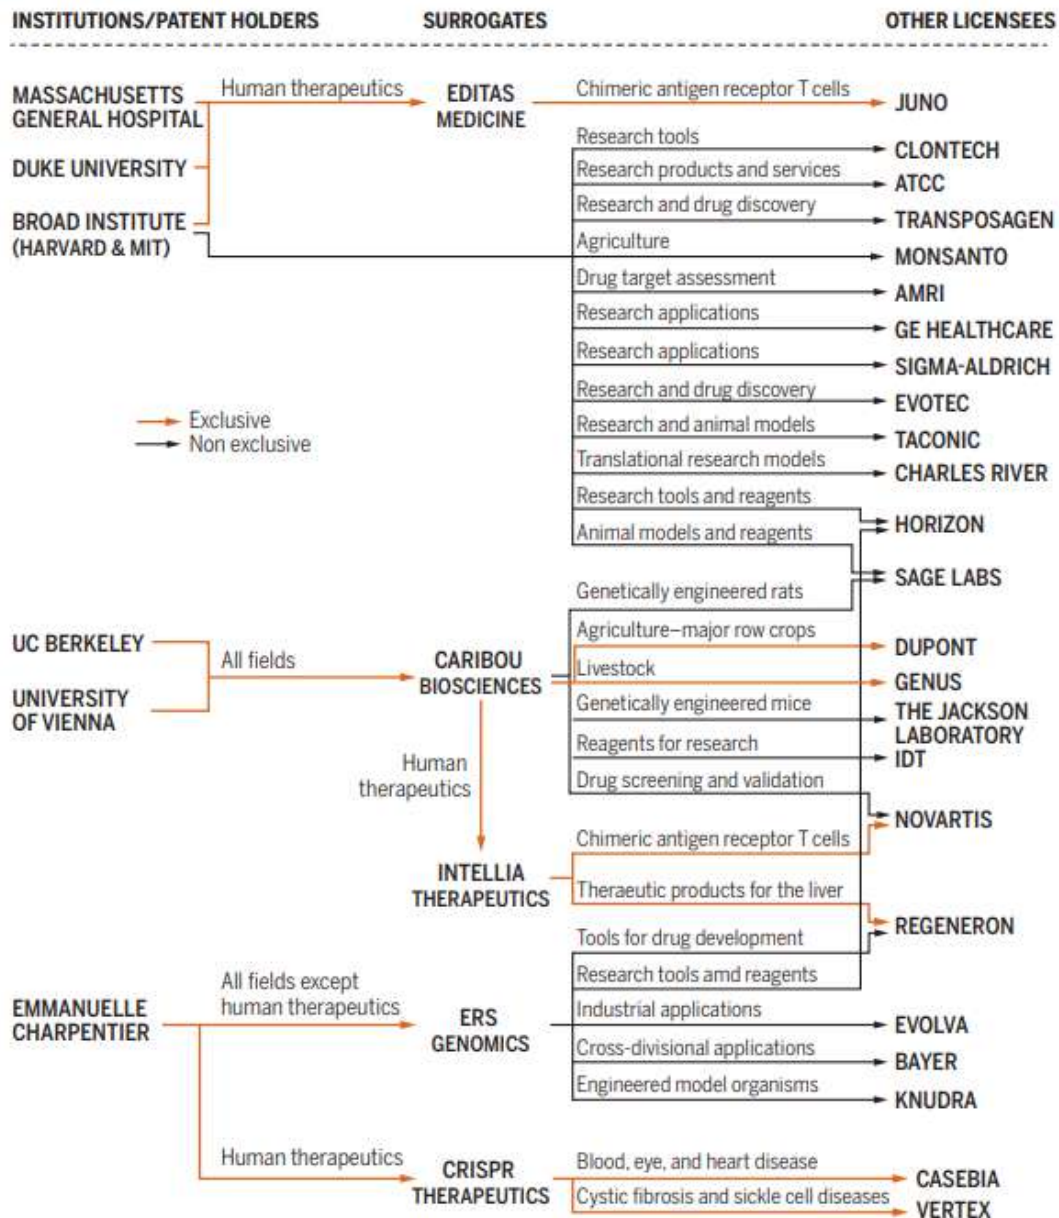 INSTITUTIONS/PATENT HOLDERS
SURROGATES
OTHER LICENSEES
MASSACHUSETTS
GENERAL HOSPITAL
Human therapeutics
EDITAS
MEDICINE
Chimeric antigen receptor T cells
JUNO
DUKE UNIVERSITY
BROAD INSTITUTE
(HARVARD & MIT)
Research tools
CLONTECH
Research products and services
ATCC
Research and drug discovery
TRANSPOSAGEN
Agriculture
MONSANTO
Drug target assessment
AMRI
Research applications
GE HEALTHCARE
Research applications
SIGMA-ALDRICH
Research and drug discovery
EVOTEC
Research and animal models
TACONIC
Translational research models
CHARLES RIVER
Research tools and reagents
HORIZON
Animal models and reagents
SAGE LABS
Exclusive
Non exclusive
UC BERKELEY
UNIVERSITY
OF VIENNA
All fields
CARIBOU
BIOSCIENCES
Genetically engineered rats
Agriculture–major row crops
DUPONT
Livestock
GENUS
Genetically engineered mice
THE JACKSON
LABORATORY
Reagents for research
IDT
Drug screening and validation
NOVARTIS
Human
therapeutics
INTELLIA
THERAPEUTICS
Chimeric antigen receptor T cells
Theraeutic products for the liver
REGENERON
EMMANUELLE
CHARPENTIER
All fields except
human therapeutics
ERS
GENOMICS
Tools for drug development
Research tools amd reagents
Industrial applications
EVOLVA
Cross-divisional applications
BAYER
Engineered model organisms
KNUDRA
Human therapeutics
CRISPR
THERAPEUTICS
Blood, eye, and heart disease
CASEBIA
Cystic fibrosis and sickle cell diseases
VERTEX